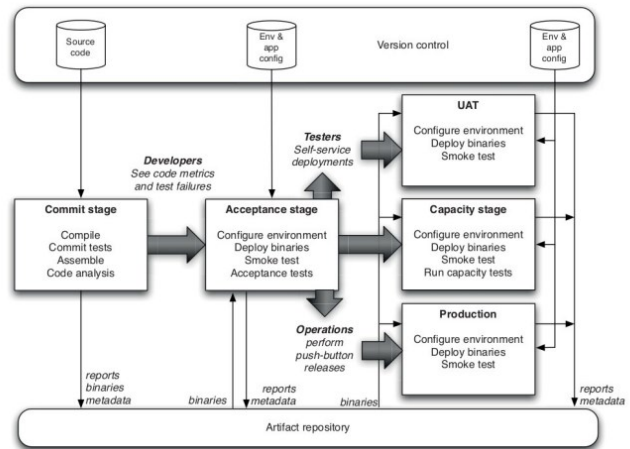 Source
code
Env &
app
config
Version control
Env &
app
config
Developers
See code metrics
and test failures
Testers
Self-service
deployments
UAT
Configure environment
Deploy binaries
Smoke test
Commit stage
Compile
Commit tests
Assemble
Code analysis
Acceptance stage
Configure environment
Deploy binaries
Smoke test
Acceptance tests
Capacity stage
Configure environment
Deploy binaries
Smoke test
Run capacity tests
Operations
perform
push-button
releases
Production
Configure environment
Deploy binaries
Smoke test
reports
binaries
metadata
binaries
reports
metadata
binaries
reports
metadata
Artifact repository